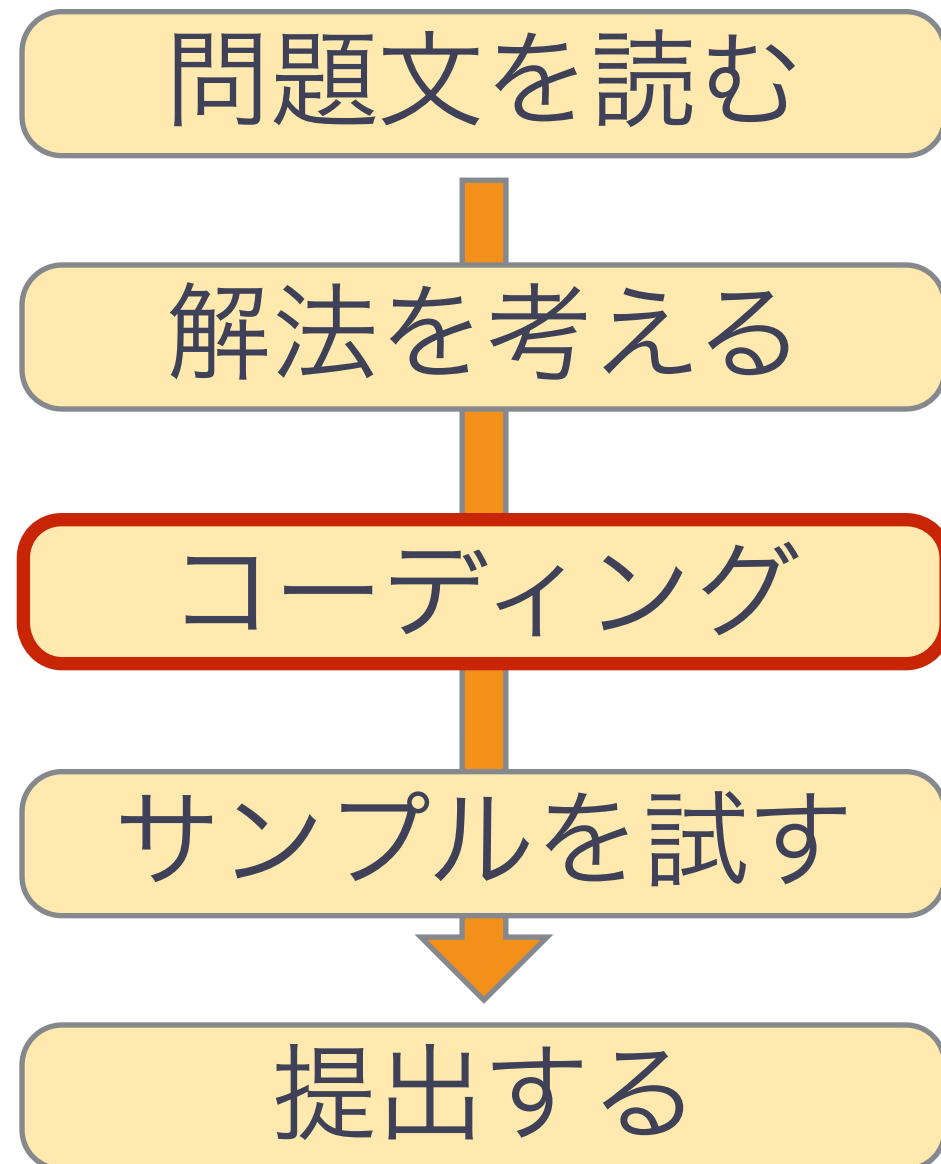 問題文を読む
解法を考える
コーディング
サンプルを試す
提出する